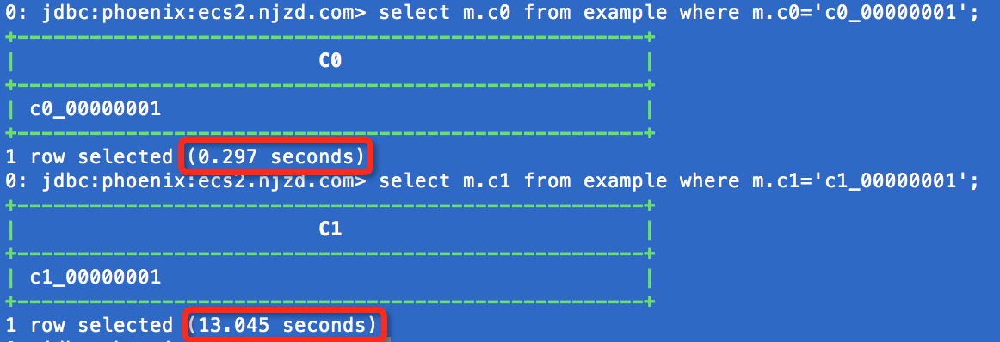 0: jdbc:phoenix:ecs2.njzd.com> select m.c0 from example where m.c0='c0_00000001';
+------------------------------------------------+
| C0 |
+------------------------------------------------+
| c0_00000001 |
+------------------------------------------------+
1 row selected (0.297 seconds)
0: jdbc:phoenix:ecs2.njzd.com> select m.c1 from example where m.c1='c1_00000001';
+------------------------------------------------+
| C1 |
+------------------------------------------------+
| c1_00000001 |
+------------------------------------------------+
1 row selected (13.045 seconds)